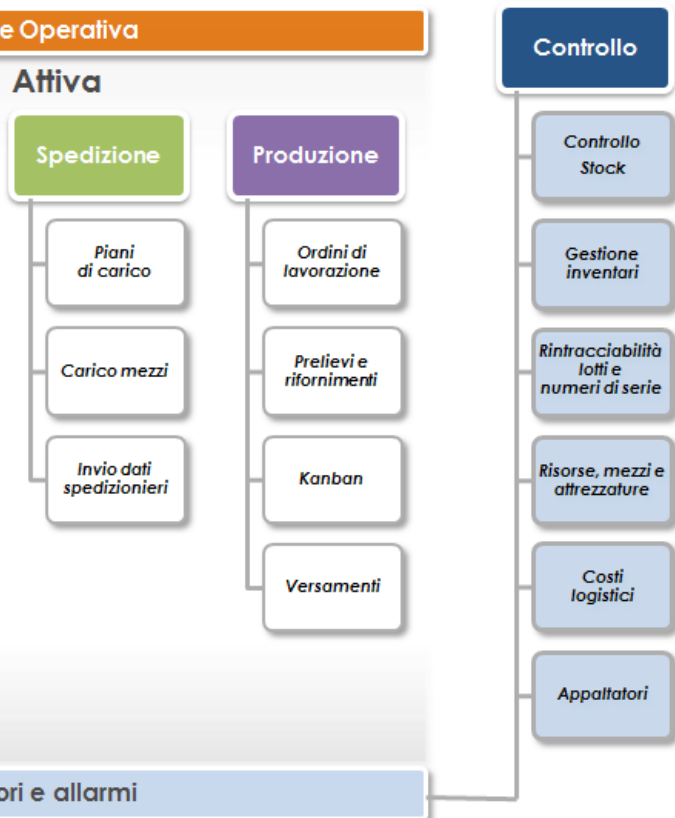 e Operativa
Attiva
Spedizione
Piani
di carico
Carico mezzi
Invio dati
spedizionieri
Produzione
Ordini di
lavorazione
Prelievi e
rifornimenti
Kanban
Versamenti
Controllo
Controllo
Stock
Gestione
inventari
Rintracciabilità
lotti e
numeri di serie
Risorse, mezzi e
attrezzature
Costi
logistici
Appaltatori
ori e allarmi